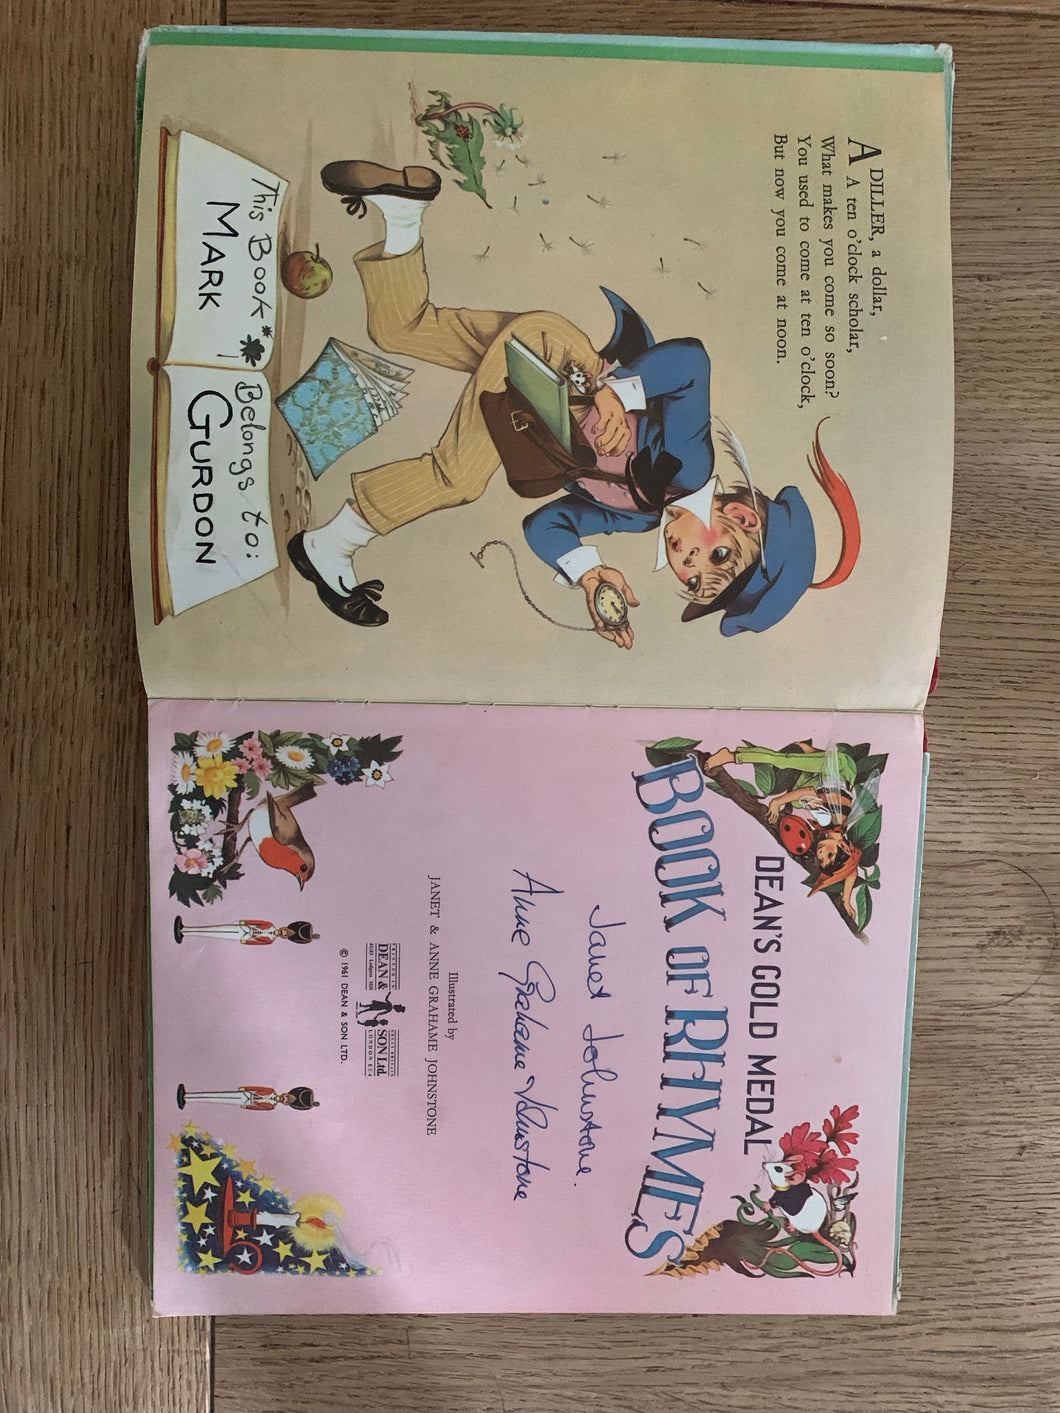 A DILLER, a dollar,
A ten o'clock scholar,
What makes you come so soon?
You used to come at ten o'clock,
But now you come at noon.
This Book Belongs to:
MARK GURDON
DEAN'S GOLD MEDAL
BOOK OF RHYMES
Janet Johnstone.
Anne Grahame Johnstone
Illustrated by
JANET & ANNE GRAHAME JOHNSTONE
DEAN & SON Ltd.
LONDON
© 1961 DEAN & SON LTD.